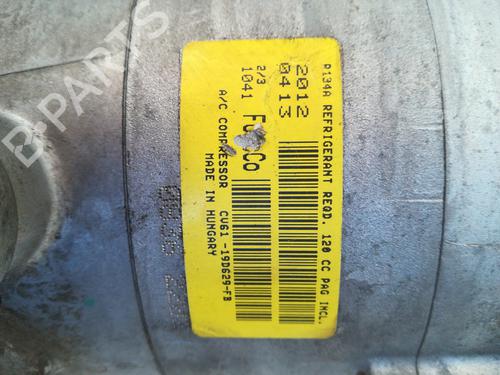 R134A REFRIGERANT REQD. 120 CC PAG INCL.
2012
0413
2/3
1041
A/C COMPRESSOR CV61 -19D629-FB
MADE IN HUNGARY
B-PARTS